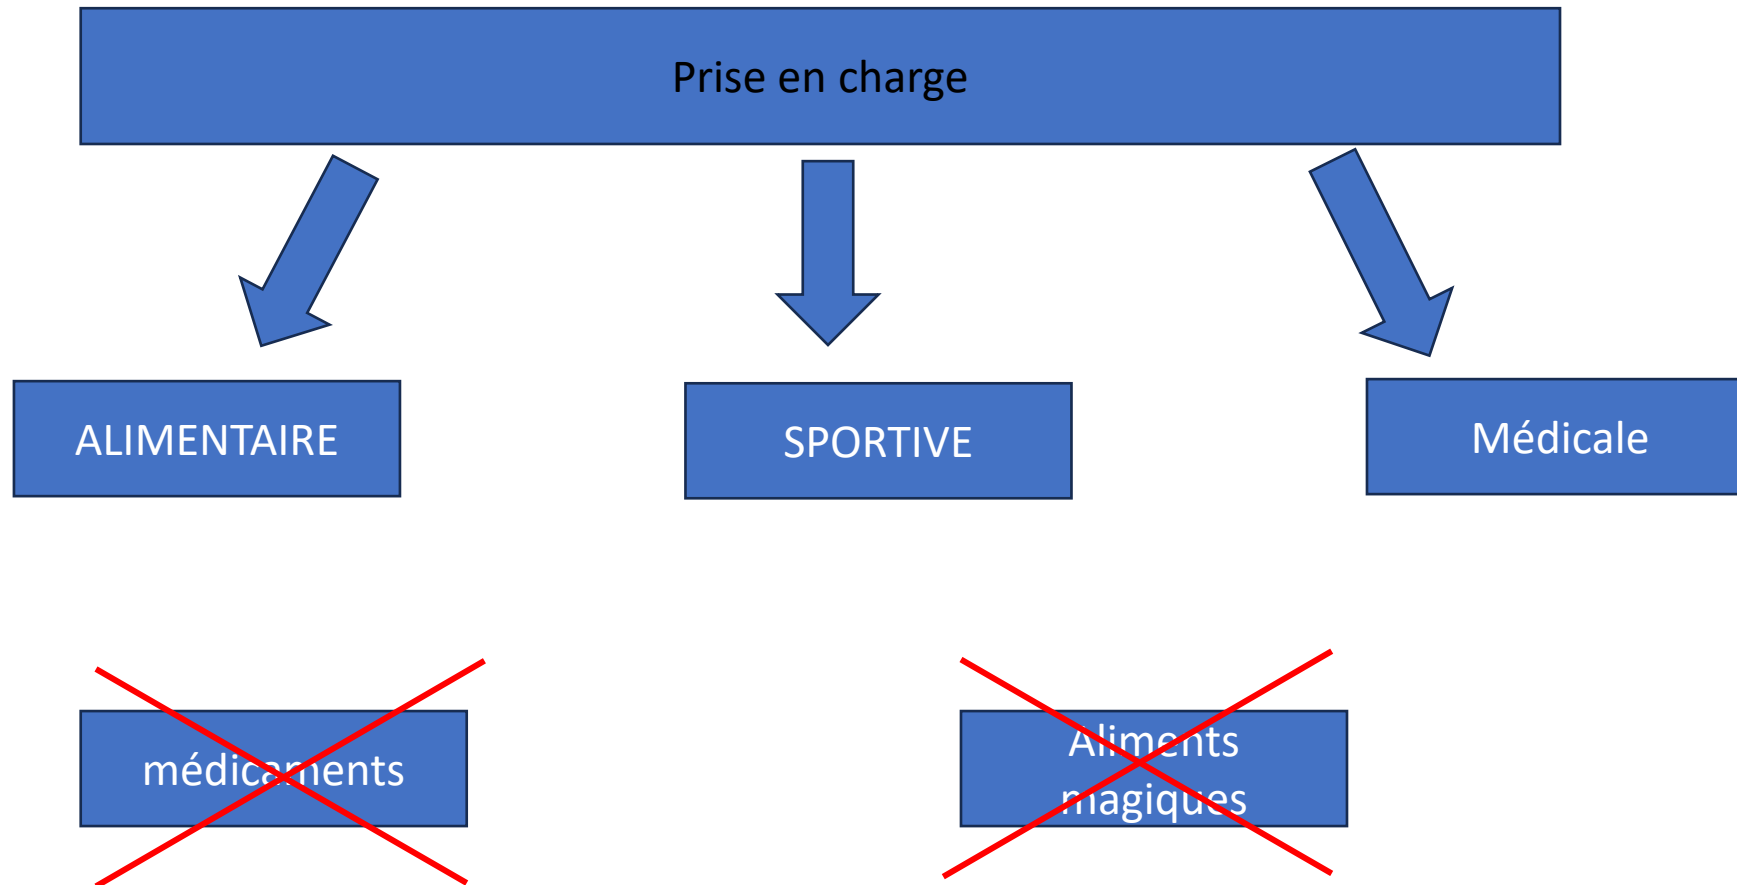 Prise en charge
ALIMENTAIRE
SPORTIVE
Médicale
médicaments
Aliments
magiques